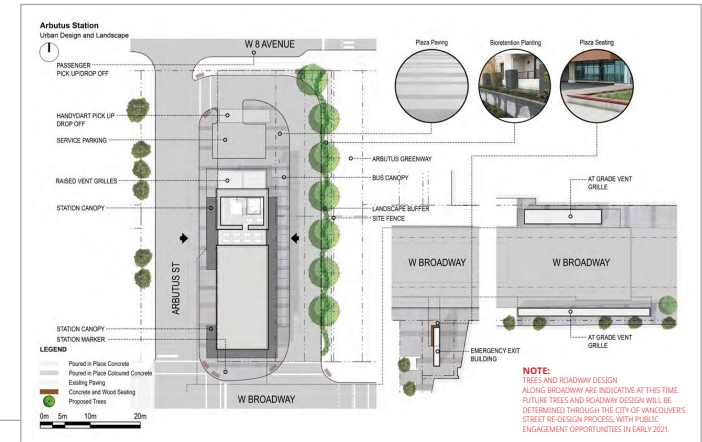 Arbutus Station
Urban Design and Landscape
W 8 AVENUE
PASSENGER
PICK UP/DROP OFF
HANDYDART PICK UP
DROP OFF
SERVICE PARKING
RAISED VENT GRILLES
STATION CANOPY
ARBUTUS ST
STATION CANOPY
STATION MARKER
Plaza Paving
Bioretention Planting
Plaza Seating
ARBUTUS GREENWAY
BUS CANOPY
LANDSCAPE BUFFER
SITE FENCE
AT GRADE VENT
GRILLE
W BROADWAY
W BROADWAY
AT GRADE VENT
GRILLE
EMERGENCY EXIT
BUILDING
W BROADWAY
LEGEND
Poured in Place Concrete
Poured in Place Coloured Concrete
Existing Paving
Concrete and Wood Seating
Proposed Trees
0m 5m 10m 20m
NOTE:
TREES AND ROADWAY DESIGN
ALONG BROADWAY ARE INDICATIVE AT THIS TIME.
FUTURE TREES AND ROADWAY DESIGN WILL BE
DETERMINED THROUGH THE CITY OF VANCOUVER'S
STREET RE-DESIGN PROCESS, WITH PUBLIC
ENGAGEMENT OPPORTUNITIES IN EARLY 2021.